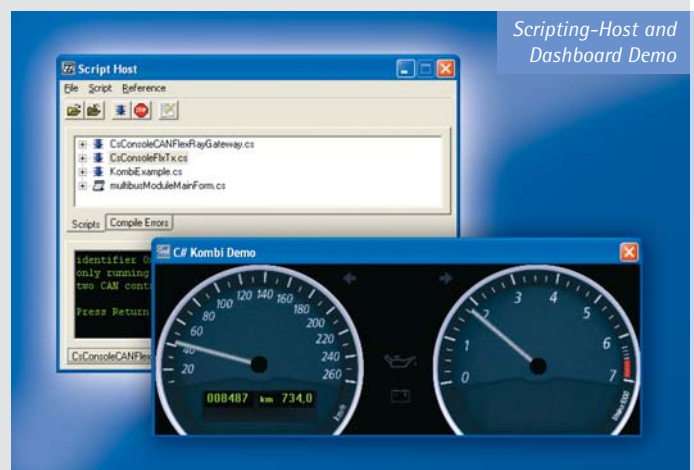 Scripting-Host and
Dashboard Demo
Script Host
File Script Reference
STOP
CsConsoleCANFlexRayGateway.cs
CsConsoleFlxTx.cs
KombiExample.cs
multibusModuleMainForm.cs
Scripts Compile Errors
identifier
only running
two CAN
Press Return
C# Kombi Demo
20 40 60 80 100 120 140 160 180 200 220 240 260
km/h
008487 km 734,0
0 1 2 3 4 5 6 7